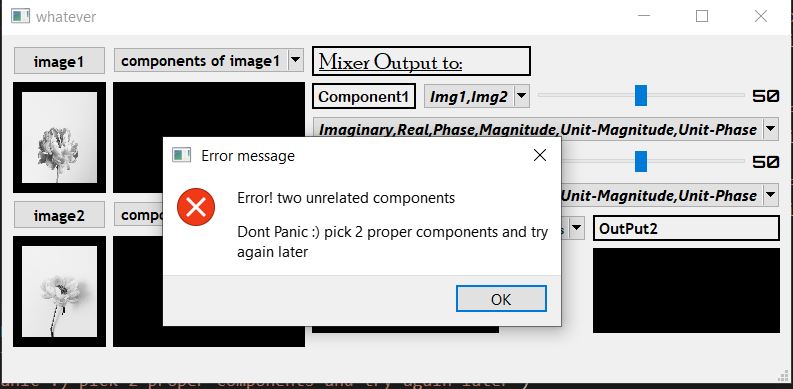 whatever
image1
components of image1
Mixer Output to:
Component1
Img1,Img2
50
Imaginary,Real,Phase,Magnitude,Unit-Magnitude,Unit-Phase
Error message
50
Error! two unrelated components
Unit-Magnitude,Unit-Phase
image2
compo
OutPut2
Dont Panic :) pick 2 proper components and try
again later
OK
pick 2 proper components and try again later